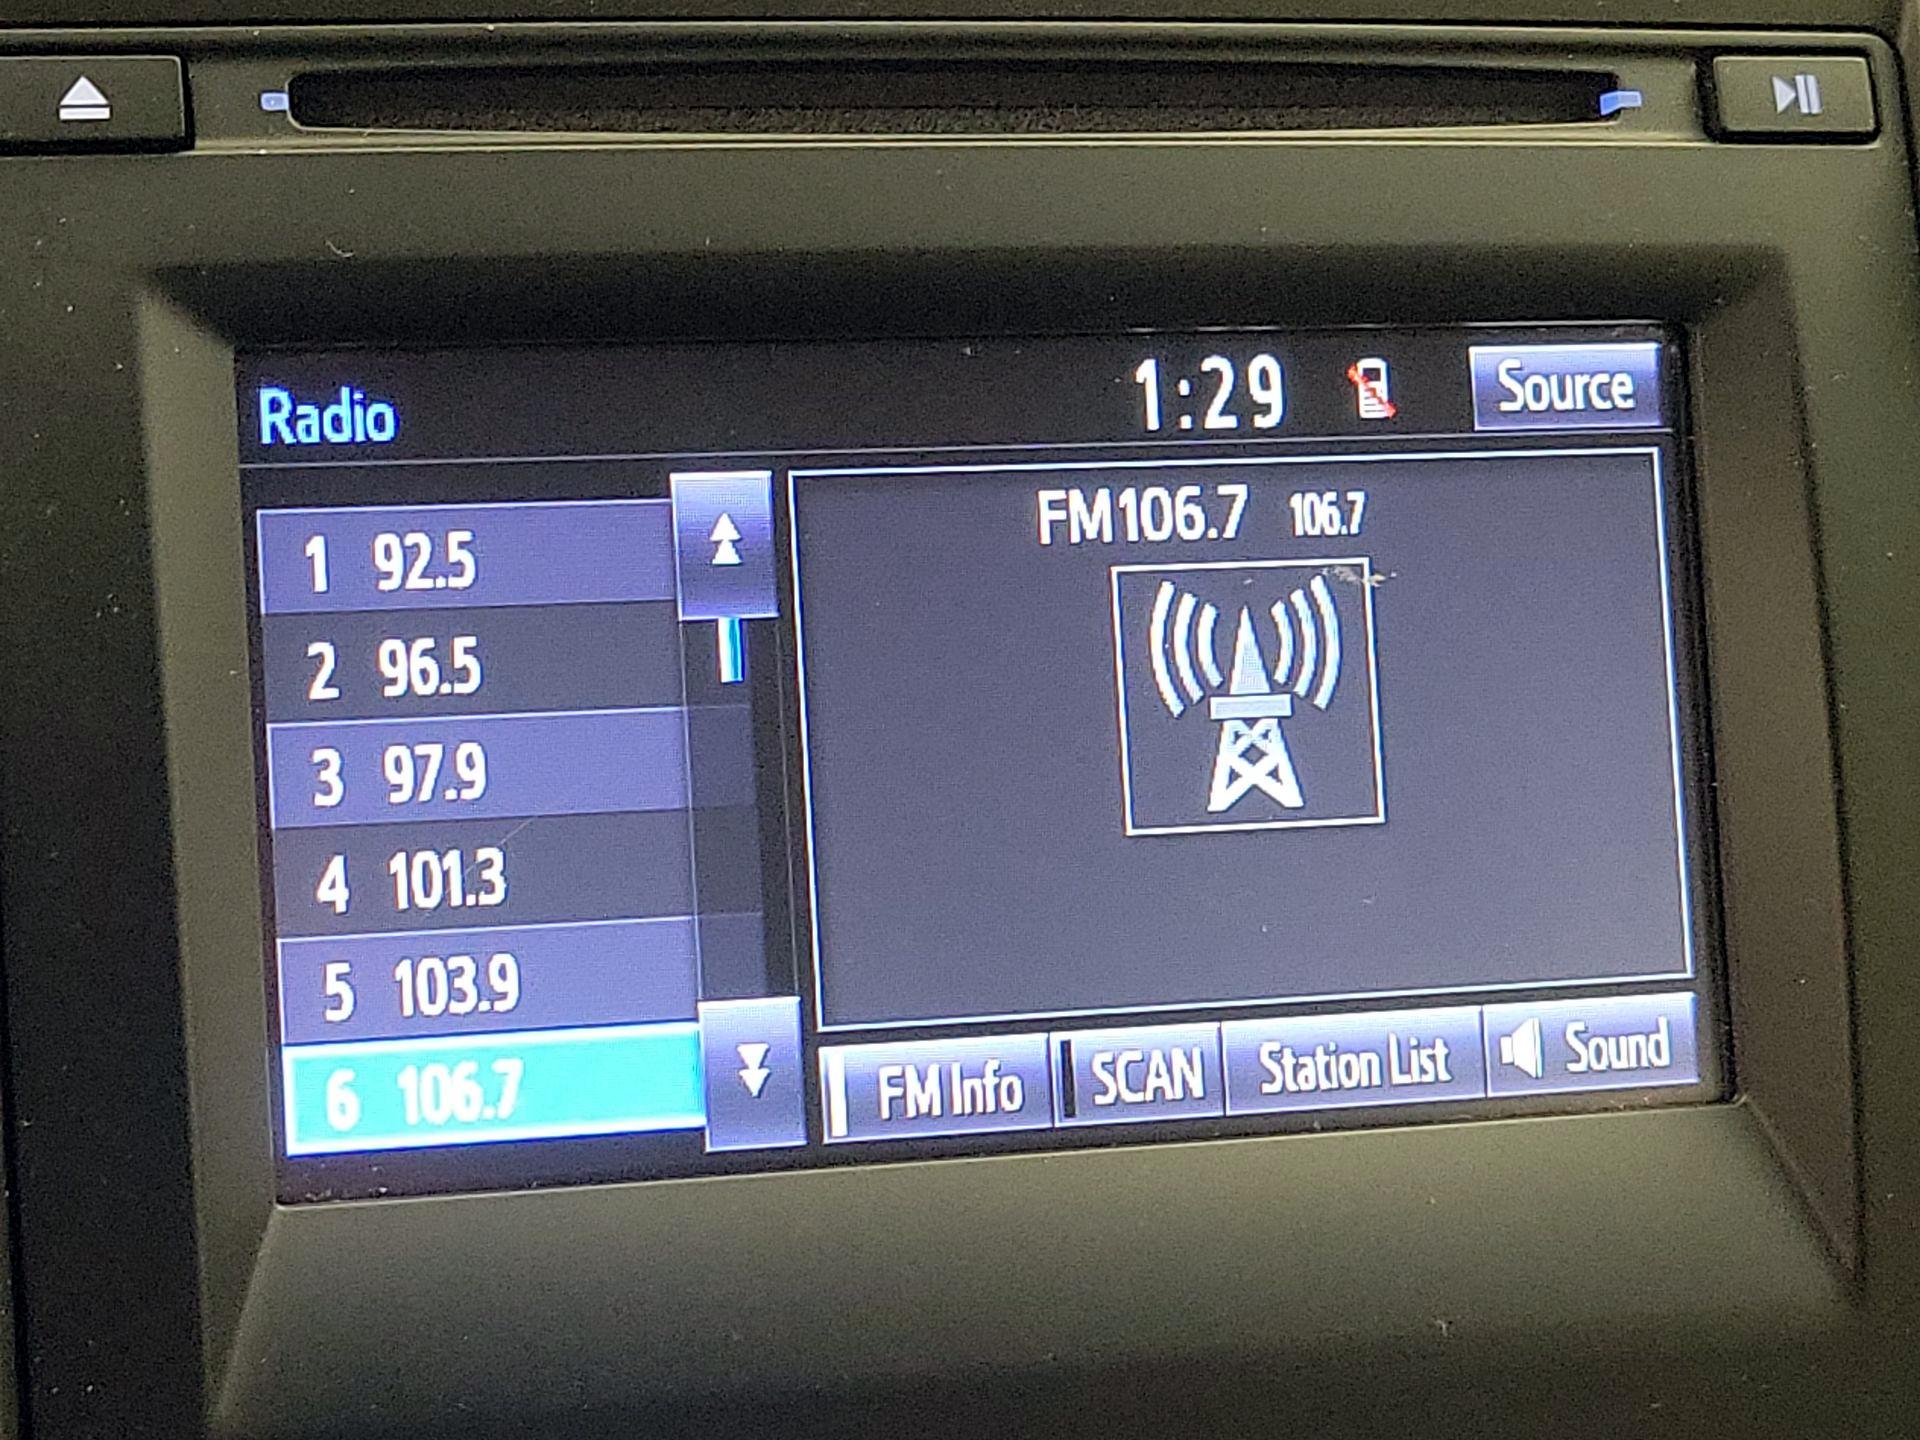 Radio
1:29
Source
FM106.7 106.7
1 92.5
2 96.5
3 97.9
4 101.3
5 103.9
6 106.7
FM Info
SCAN
Station List
Sound